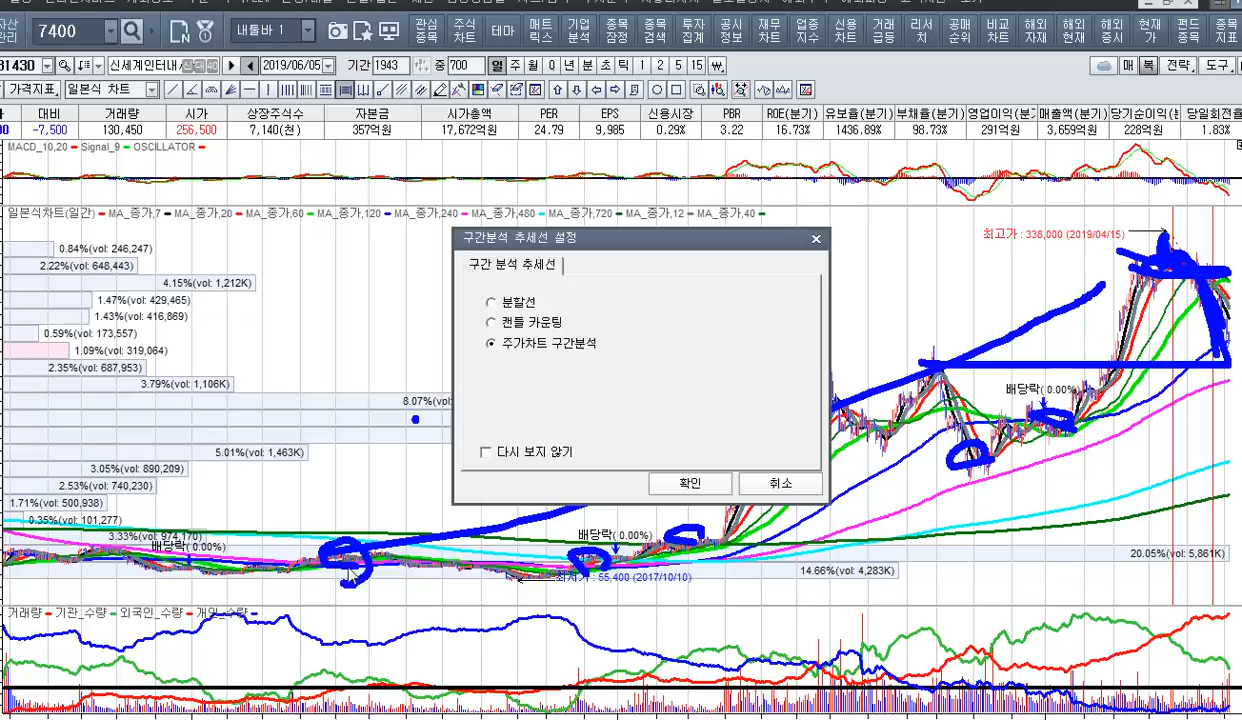 자산 관리 7400 내툴바 1 관심 종목 주식 차트 테마 매트 릭스 기업 분석 종목 잠정 종목 검색 투자 집계 공시 정보 재무 차트 업종 지수 신용 차트 거래 급등 리서 치 공매 순위 비교 차트 해외 자재 해외 현재 해외 증시 현재 가 펀드 종목 종목 지표
31430 신세계인터내 2019/06/05 기간 1943 중 700 일 주 월 Q 년 분 초 틱 1 2 5 15 매 복 전략 도구
가격지표 일본식 차트
대비 거래량 시가 상장주식수 자본금 시가총액 PER EPS 신용시장 PBR ROE(분기) 유보율(분기) 부채율(분기) 영업이익(분기 매출액(분기) 당기순이익(분 당일회전율
-7,500 130,450 256,500 7,140(천) 357억원 17,672억원 24.79 9,985 0.29% 3.22 16.73% 1436.89% 98.73% 291억원 3,659억원 228억원 1.83%
MACD_10,20 Signal_9 OSCILLATOR
일본식차트(일간) MA_종가,7 MA_종가,20 MA_종가,60 MA_종가,120 MA_종가,240 MA_종가,480 MA_종가,720 MA_종가,12 MA_종가,40
최고가 : 338,000 (2019/04/15)
구간분석 추세선 설정
구간 분석 추세선
분할선
캔들 카운팅
주가차트 구간분석
다시 보지 않기
확인 취소
0.84%(vol: 246,247)
2.22%(vol: 648,443)
4.15%(vol: 1,212K)
1.47%(vol: 429,465)
1.43%(vol: 416,869)
0.59%(vol: 173,557)
1.09%(vol: 319,064)
2.35%(vol: 687,953)
3.79%(vol: 1,106K)
배당락( 0.00%)
8.07%(vol:
5.01%(vol: 1,463K)
3.05%(vol: 890,209)
2.53%(vol: 740,230)
1.71%(vol: 500,938)
0.35%(vol: 101,277)
3.33%(vol: 974,170)
배당락( 0.00%)
배당락( 0.00%)
20.05%(vol: 5,861K)
14.66%(vol: 4,283K)
최저가 : 55,400 (2017/10/10)
거래량 기관_수량 외국인_수량 개인_수량